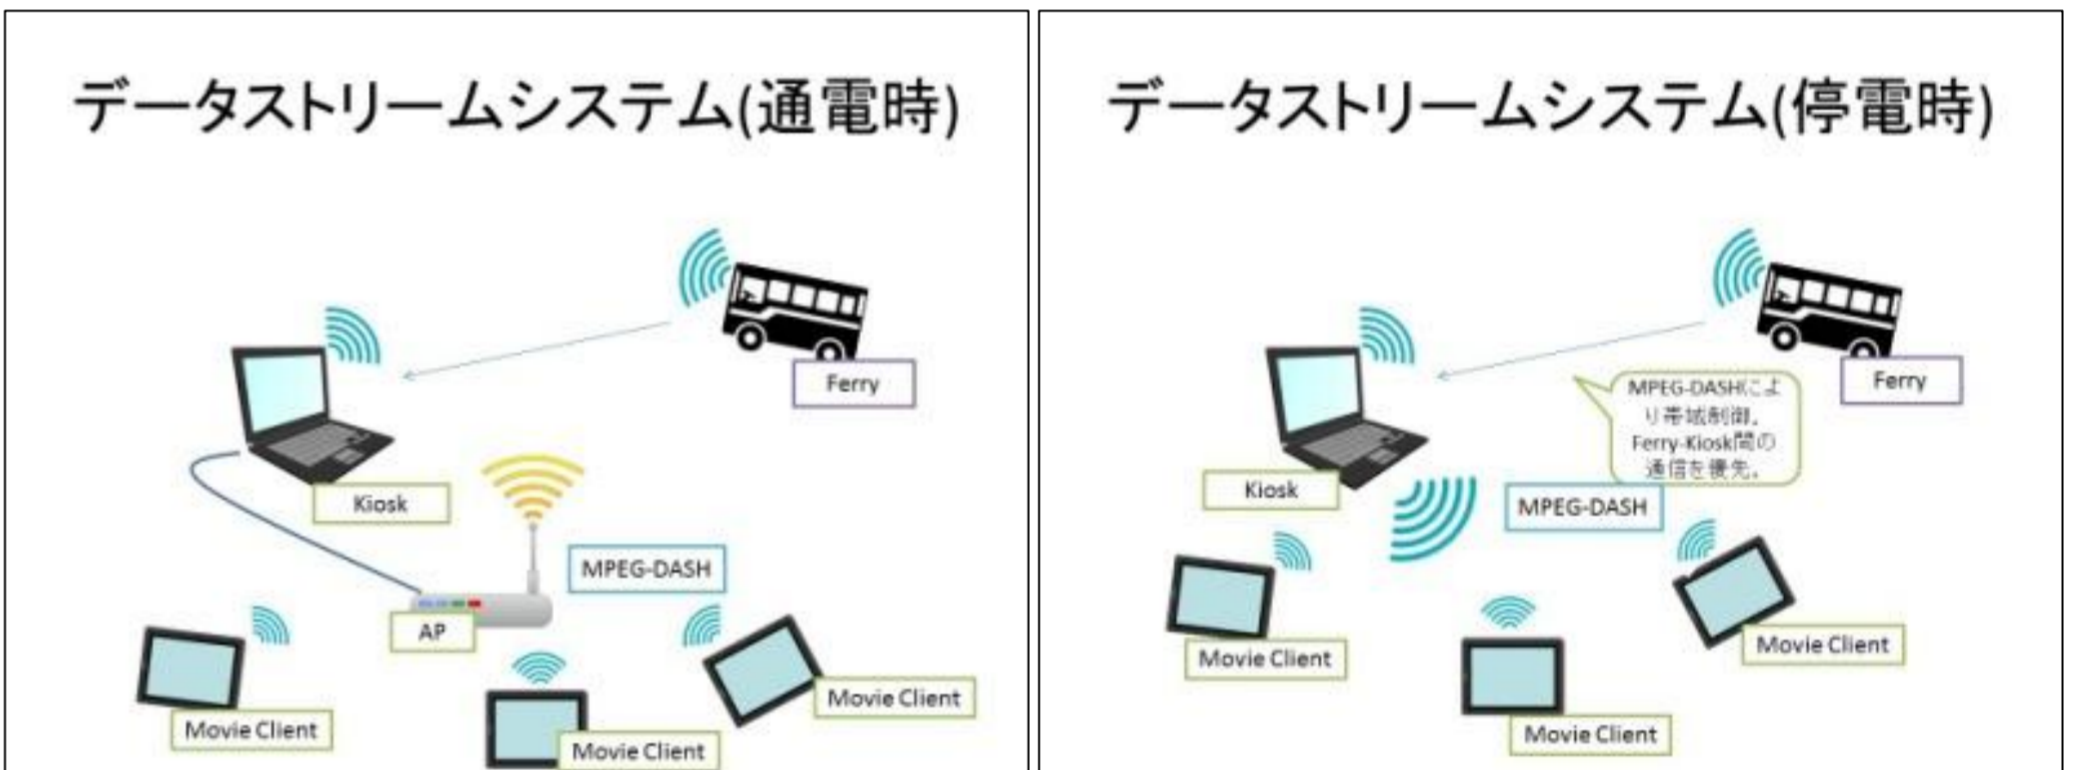 データストリームシステム(通電時)
Ferry
Kiosk
MPEG-DASH
AP
Movie Client
Movie Client
Movie Client
データストリームシステム(停電時)
Ferry
MPEG-DASHによ
り帯域制御。
Ferry-Kiosk間の
通信を優先。
Kiosk
MPEG-DASH
Movie Client
Movie Client
Movie Client